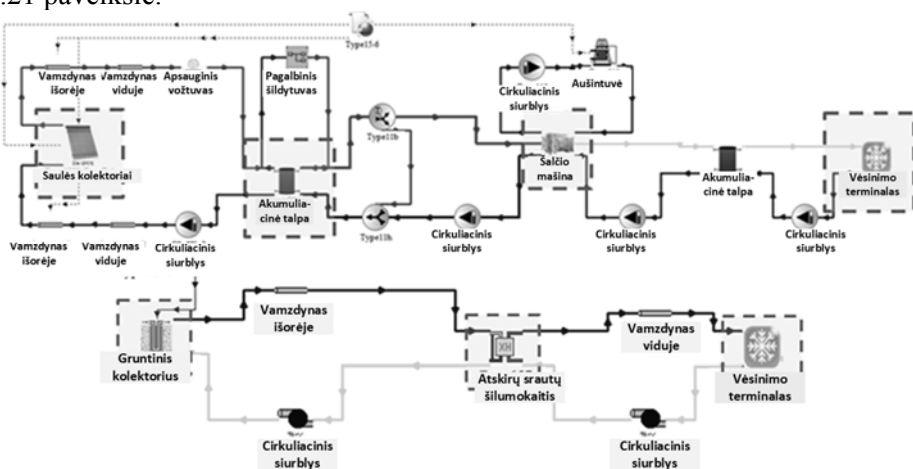 .21 paveiksle.
Type15-6
Vamzdynas
išorėje
Vamzdynas
viduje
Apsauginis
vožtuvas
Pagalbinis
šildytuvas
Cirkuliacinis
siurblys
Aušintuvė
Type11b
Saulės kolektoriai
Akumulia-
cinė talpa
Šalčio
mašina
Akumulia-
cinė talpa
Vėsinimo
terminalas
Vamzdynas
išorėje
Vamzdynas
viduje
Cirkuliacinis
siurblys
Type11h
Cirkuliacinis
siurblys
Cirkuliacinis
siurblys
Cirkuliacinis
siurblys
Vamzdynas
išorėje
Vamzdynas
viduje
Gruntinis
kolektorius
XH
Atskirų srautų
šilumokaitis
Vėsinimo
terminalas
Cirkuliacinis
siurblys
Cirkuliacinis
siurblys